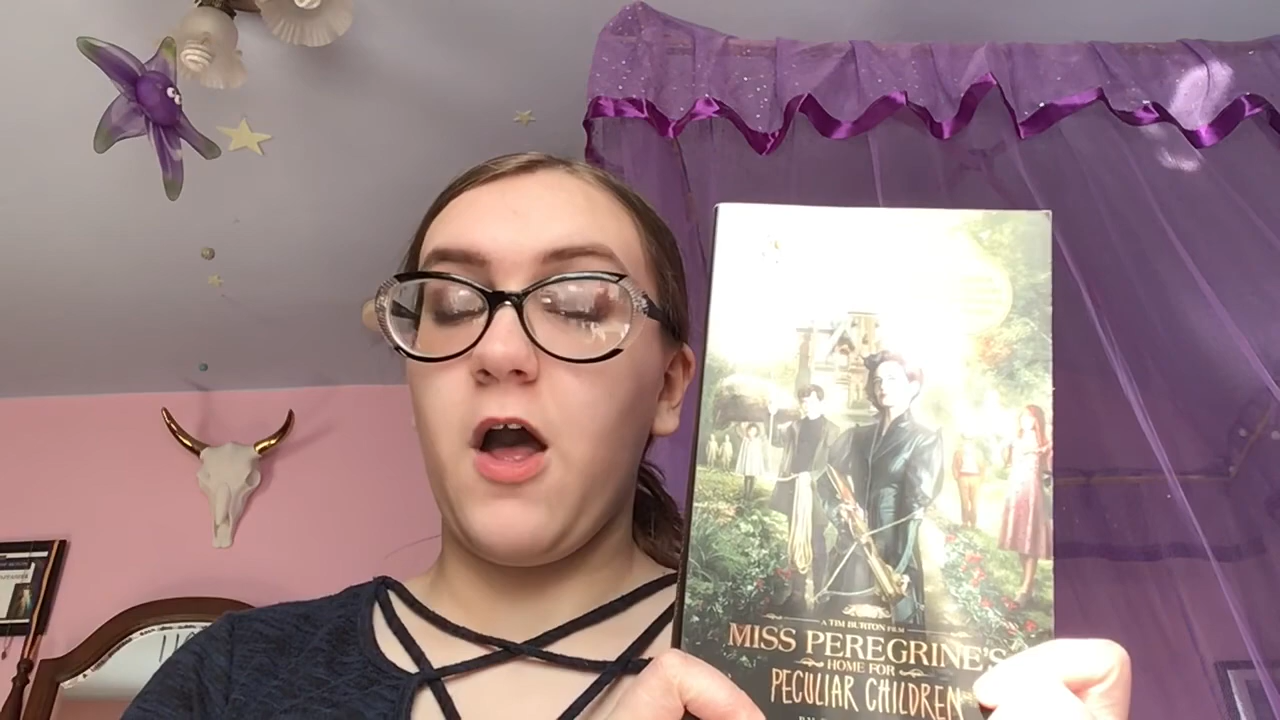 A TIM BURTON FILM
MISS PEREGRINE'S
HOME FOR
PECULIAR CHILDREN